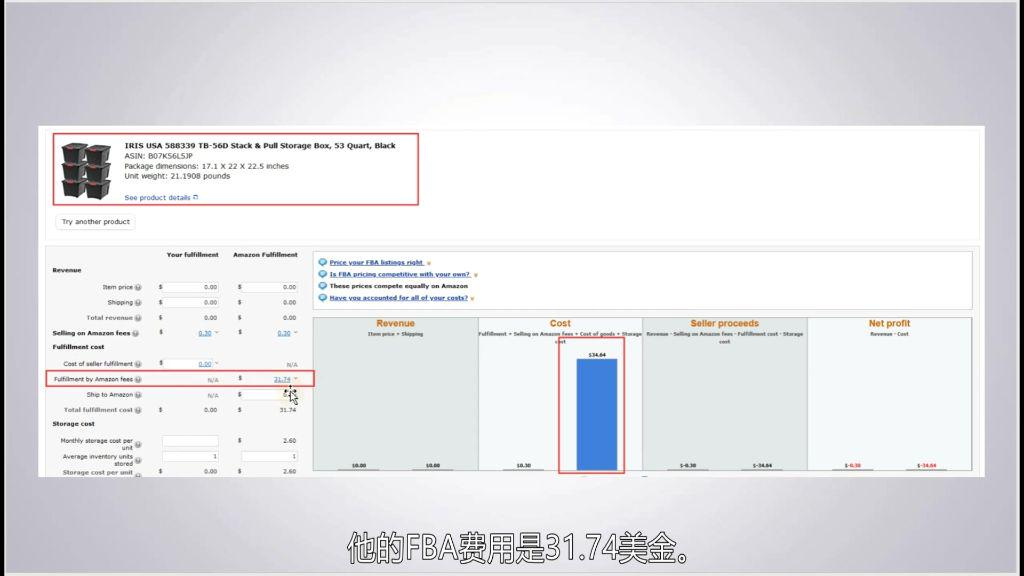 IRIS USA 588339 TB-56D Stack & Pull Storage Box, 53 Quart, Black
ASIN: B07K56L5JP
Package dimensions: 17.1 X 22 X 22.5 inches
Unit weight: 21.1908 pounds
See product details
Try another product
Your fulfillment Amazon Fulfillment
Revenue
Item price $ 0.00 $ 0.00
Shipping $ 0.00 $ 0.00
Total revenue $ 0.00 $ 0.00
Selling on Amazon fees $ 0.30 $ 0.30
Fulfillment cost
Cost of seller fulfillment $ 0.00 N/A
Fulfillment by Amazon fees N/A $ 31.74
Ship to Amazon N/A $
Total fulfillment cost $ 0.00 $ 31.74
Storage cost
Monthly storage cost per unit $ 2.60
Average inventory units stored 1 1
Storage cost per unit $ 0.00 $ 2.60
Price your FBA listings right
Is FBA pricing competitive with your own?
These prices compete equally on Amazon
Have you accounted for all of your costs?
Revenue
Item price + Shipping
$0.00 $0.00
Cost
Fulfillment + Selling on Amazon fees + Cost of goods + Storage cost
$34.64
$0.30
Seller proceeds
Revenue - Selling on Amazon fees - Fulfillment cost - Storage cost
$-0.30 $-34.64
Net profit
Revenue - Cost
$-0.30 $-34.64
他的FBA费用是31.74美金。